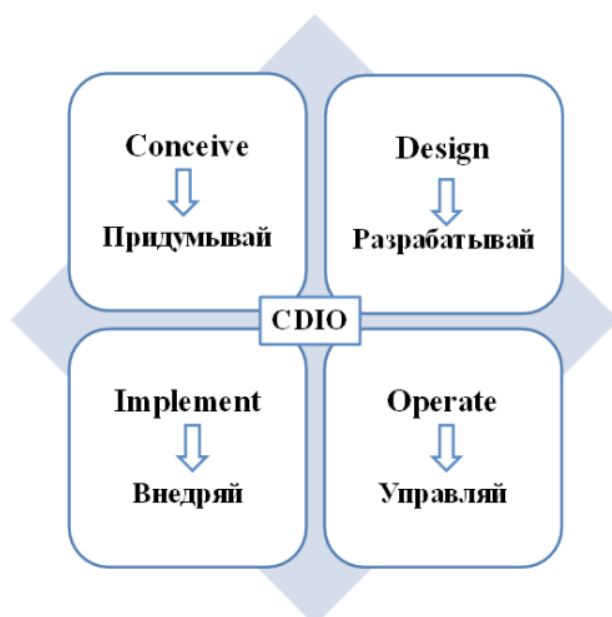 Conceive
Придумывай
Design
Разрабатывай
CDIO
Implement
Внедряй
Operate
Управляй